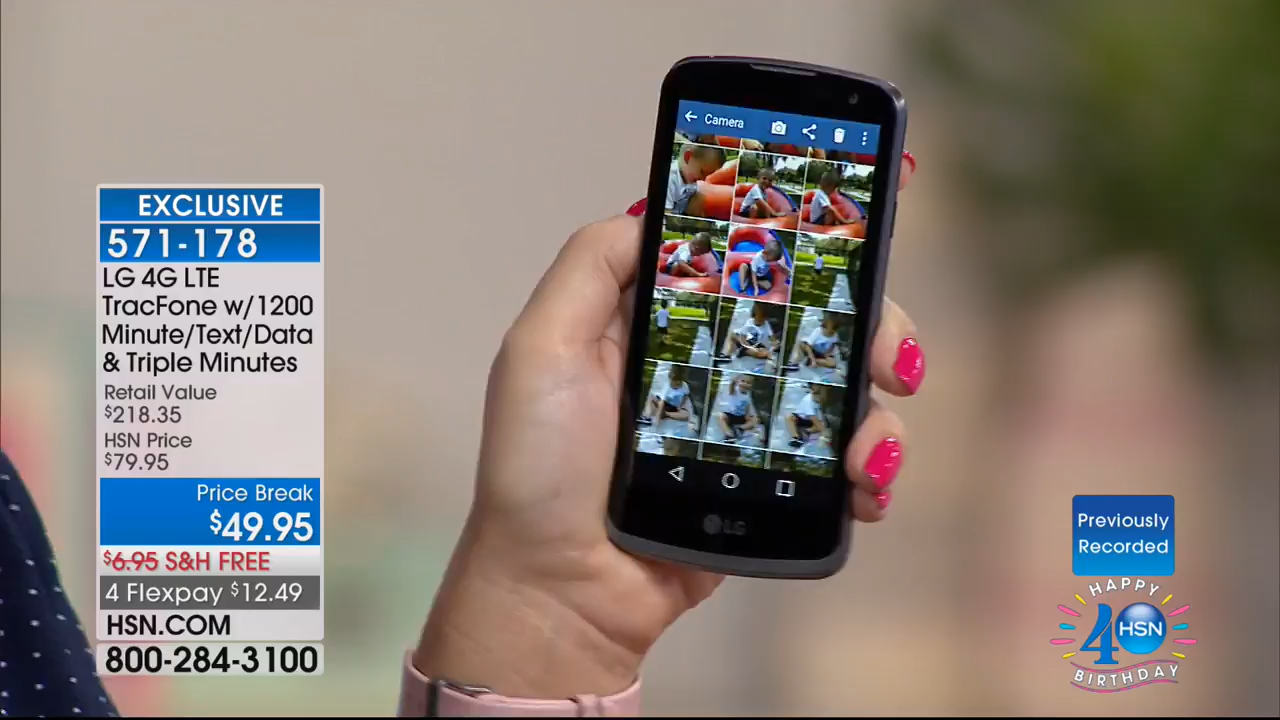 EXCLUSIVE
571-178
LG 4G LTE
TracFone w/1200
Minute/Text/Data
& Triple Minutes
Retail Value
$218.35
HSN Price
$79.95
Price Break
$49.95
$6.95 S&H FREE
4 Flexpay $12.49
HSN.COM
800-284-3100
Camera
LG
Previously
Recorded
HAPPY
40
HSN
BIRTHDAY